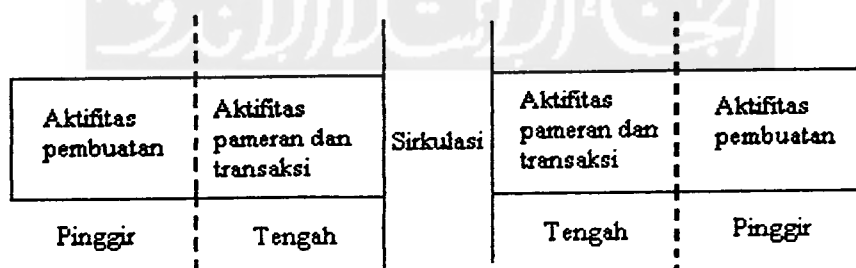 Aktifitas
pembuatan
Aktifitas
pameran dan
transaksi
Sirkulasi
Aktifitas
pameran dan
transaksi
Aktifitas
pembuatan
Pinggir
Tengah
Tengah
Pinggir